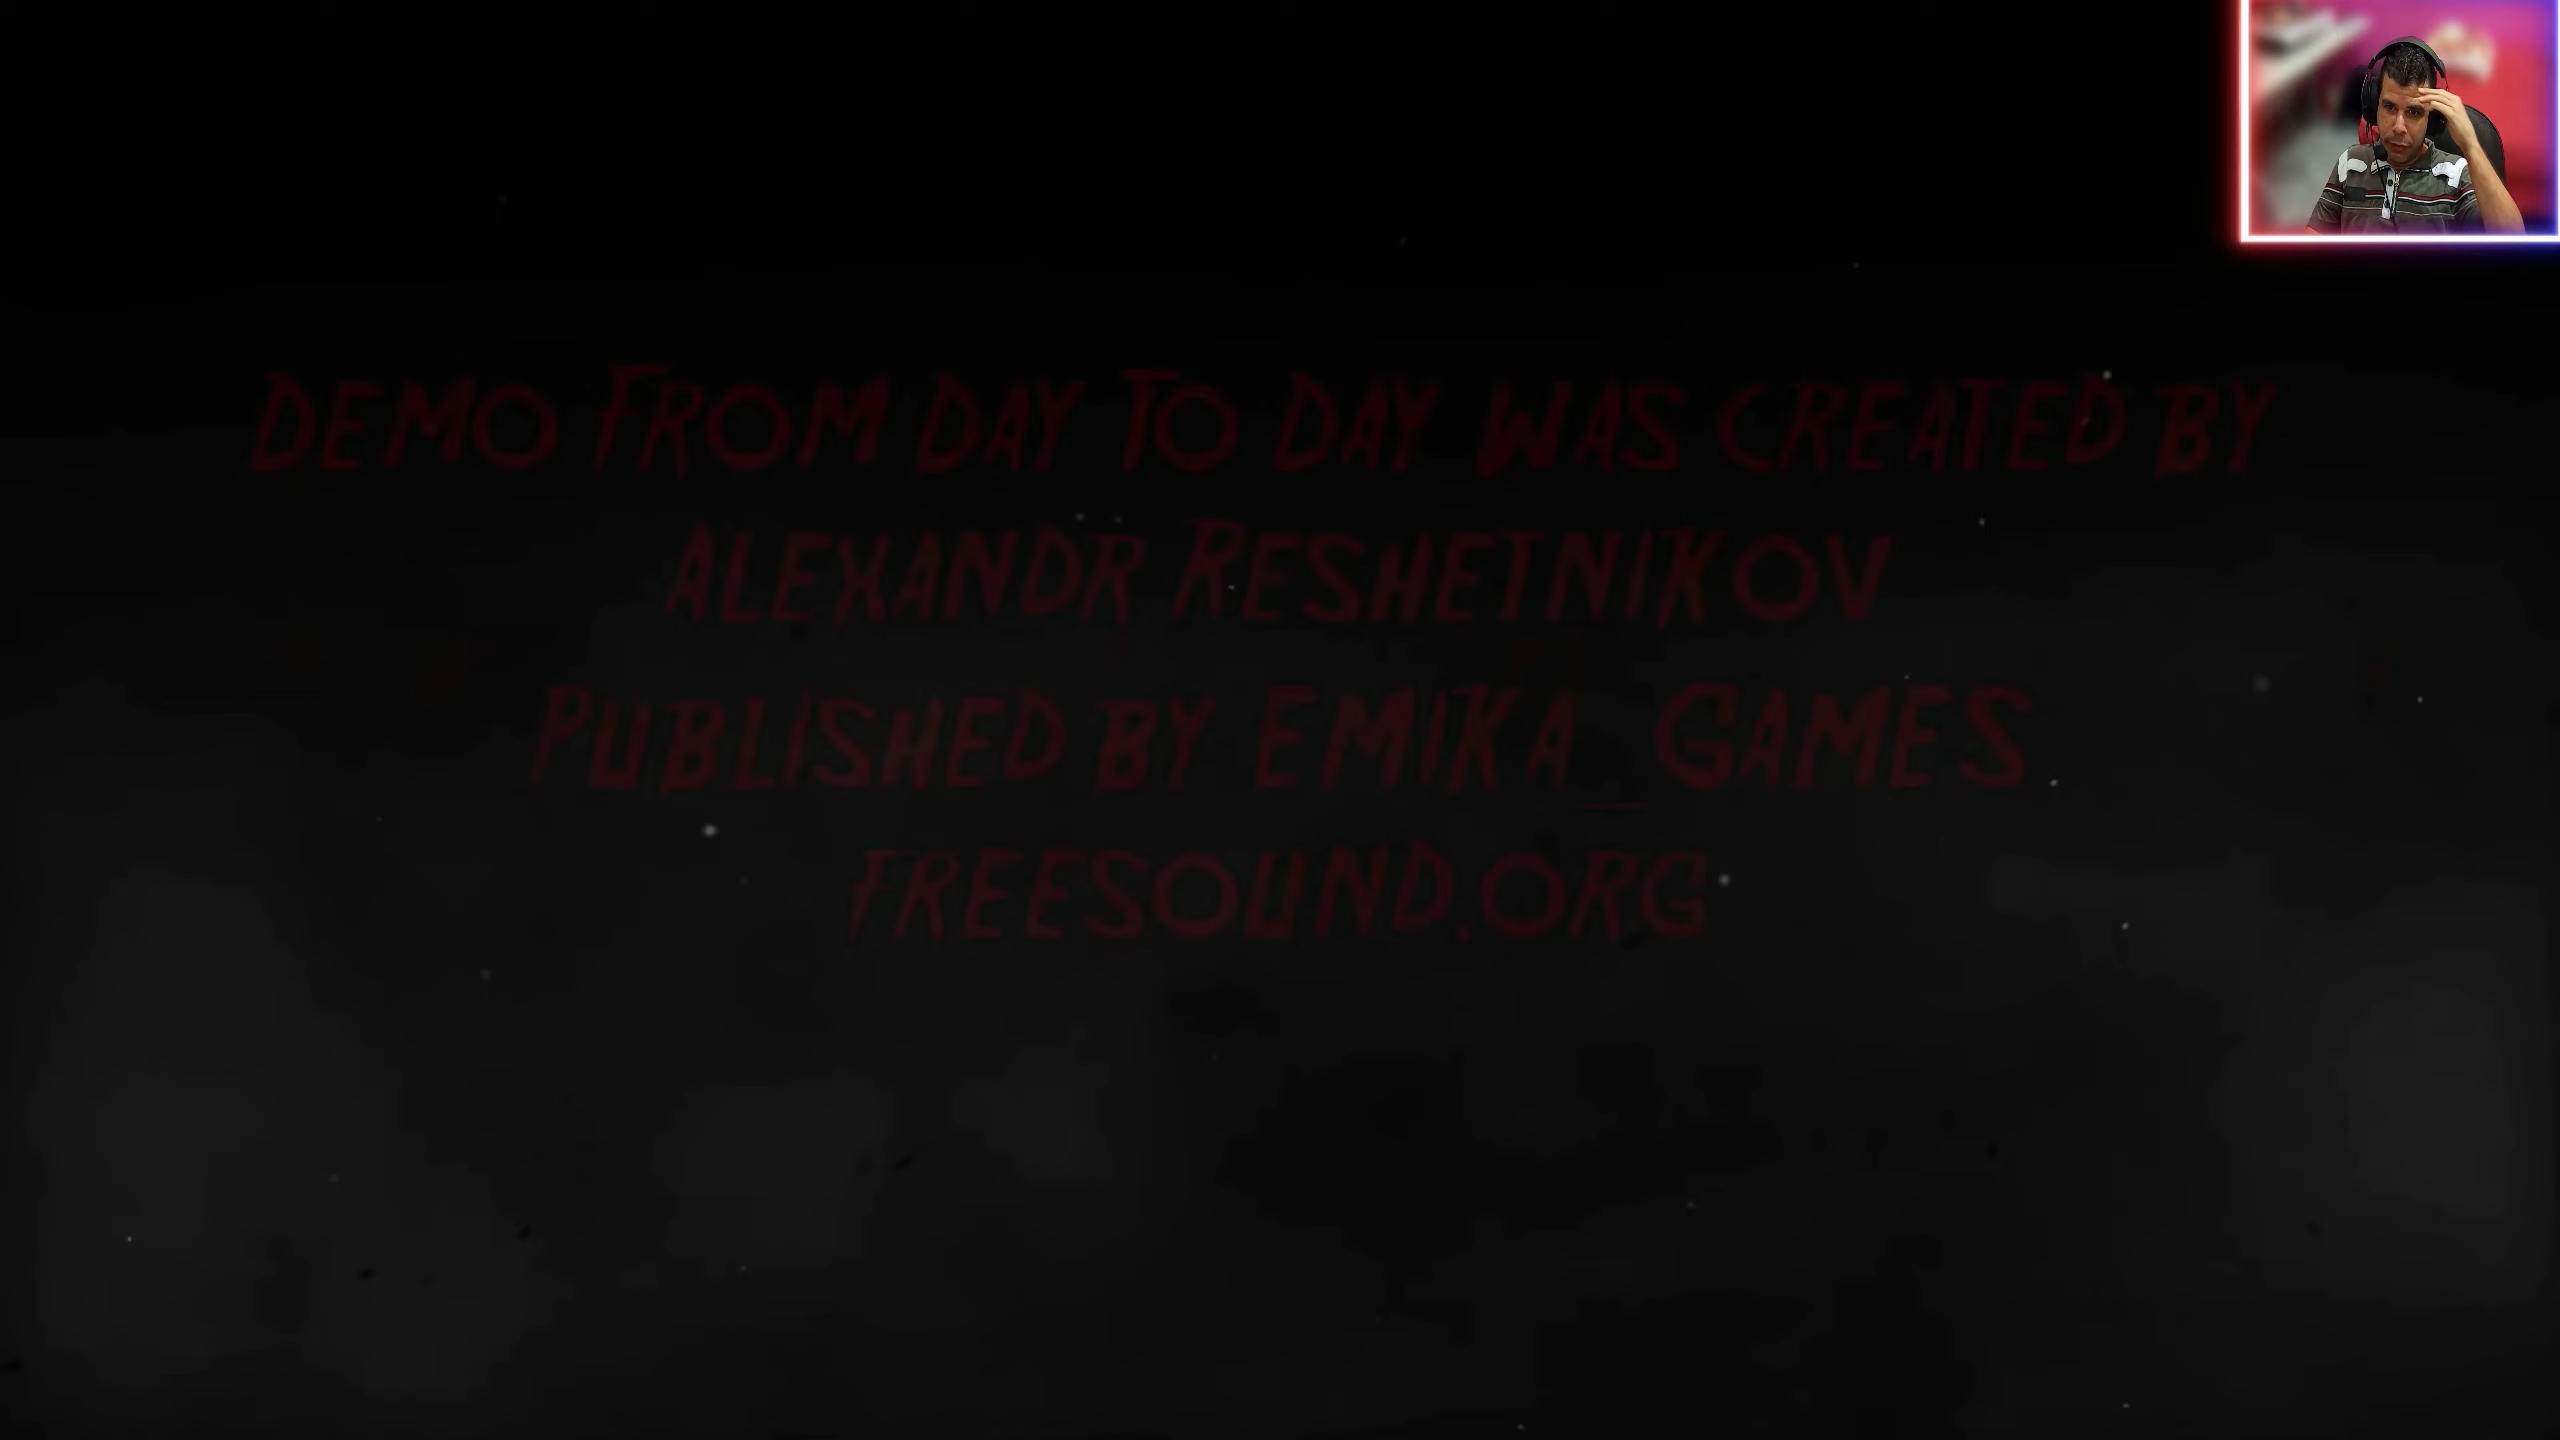 Demo From Day To Day was created by
Alexandr Reshetnikov
Published by Emika_Games
freesound.org